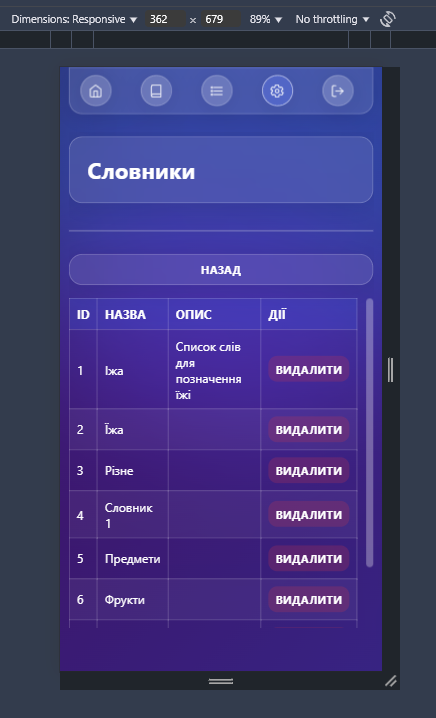 Dimensions: Responsive 362 x 679 89% No throttling
Словники
НАЗАД
ID НАЗВА ОПИС ДІЇ
1 Іжа Список слів для позначення їжі ВИДАЛИТИ
2 Їжа ВИДАЛИТИ
3 Різне ВИДАЛИТИ
4 Словник 1 ВИДАЛИТИ
5 Предмети ВИДАЛИТИ
6 Фрукти ВИДАЛИТИ